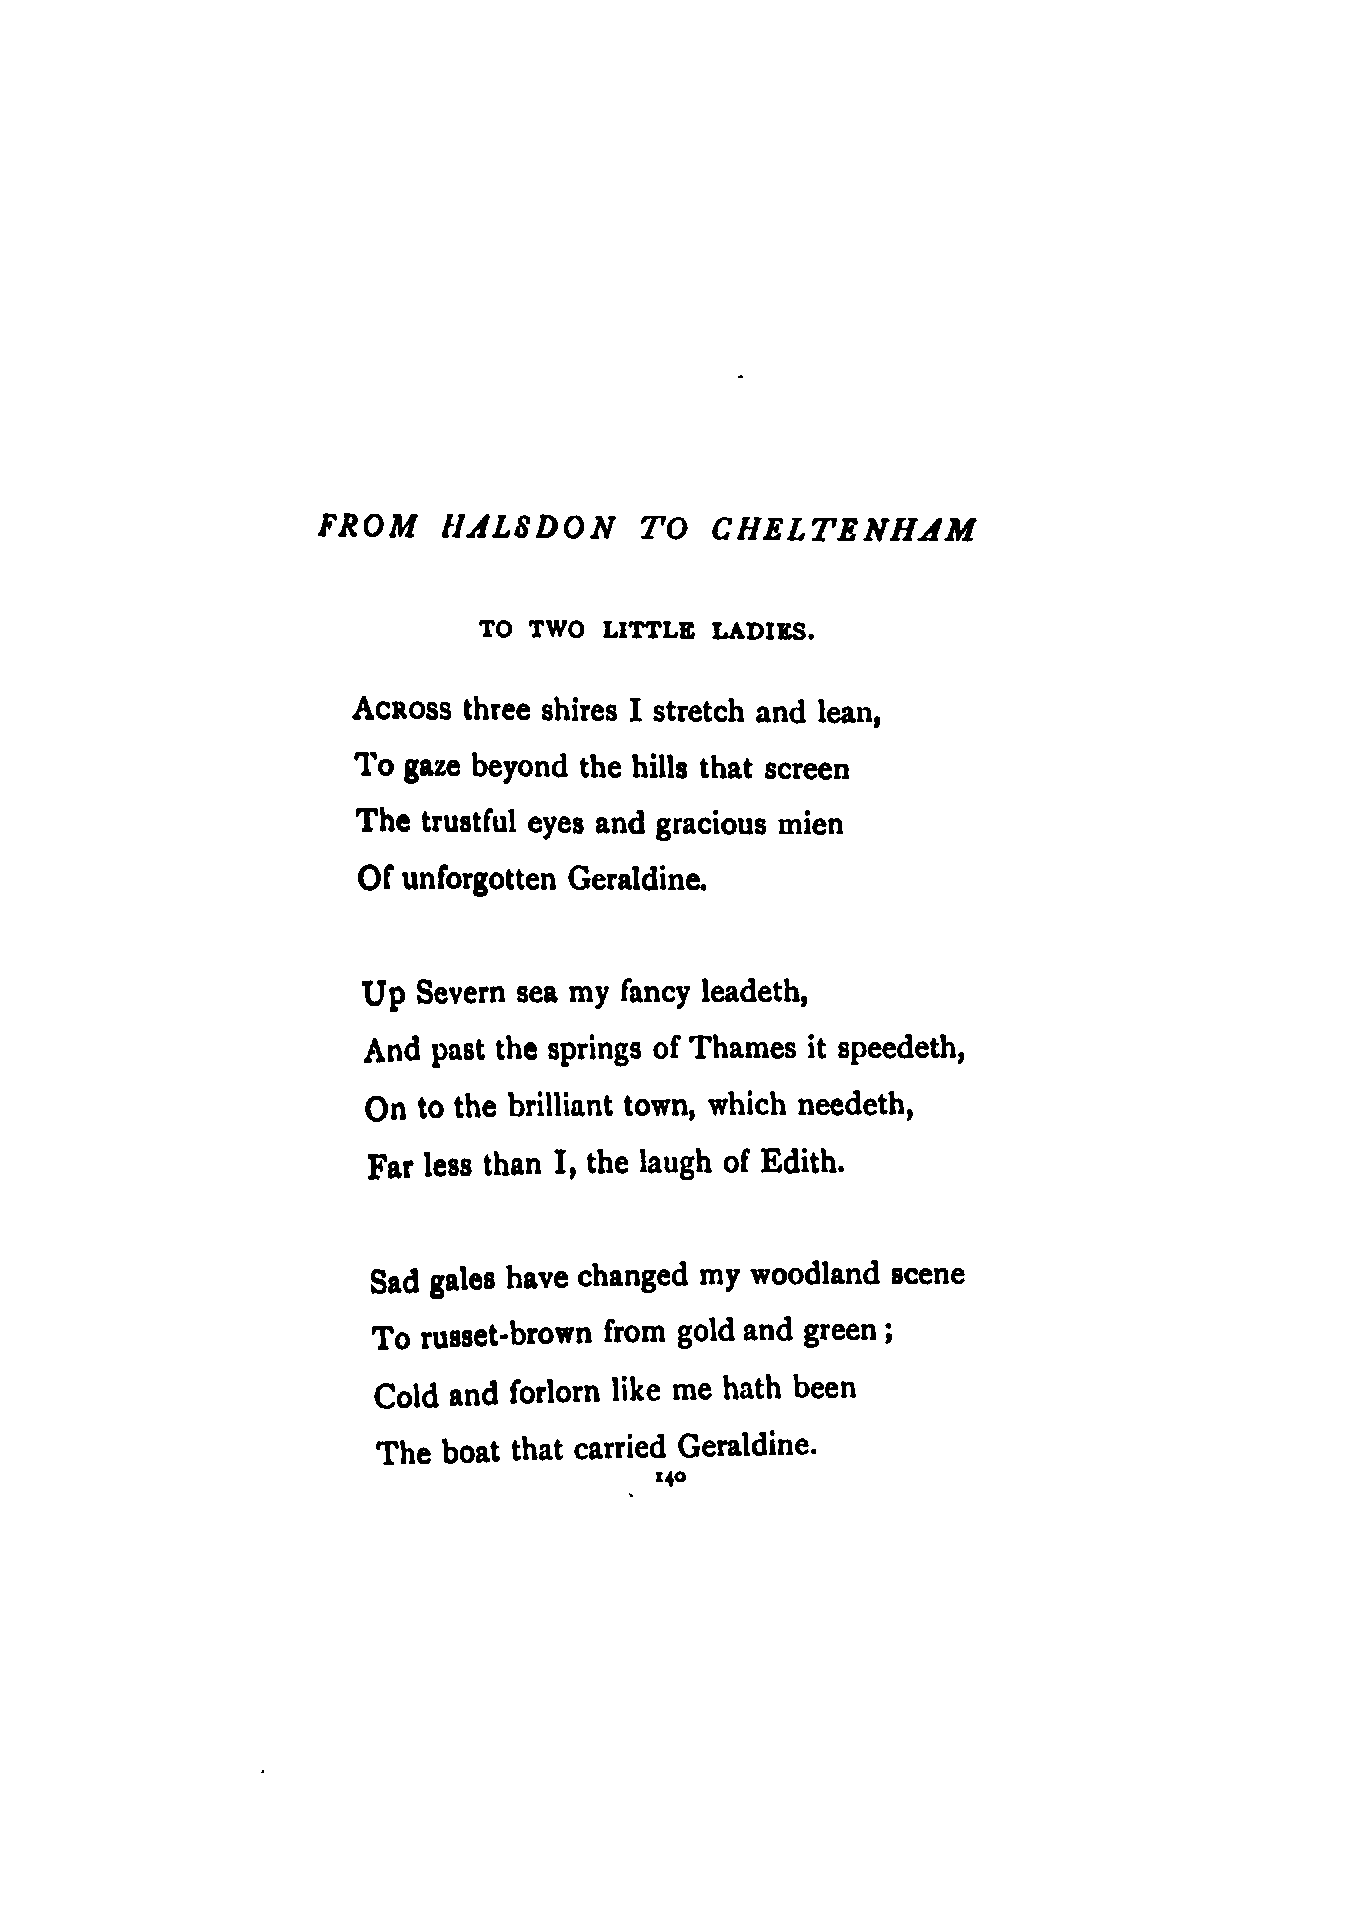 FROM HALSDON TO CHELTENHAM
TO TWO LITTLE LADIES.
ACROSS three shires I stretch and lean,
To gaze beyond the hills that screen
The trustful eyes and gracious mien
Of unforgotten Geraldine.
Up Severn sea my fancy leadeth,
And past the springs of Thames it speedeth,
On to the brilliant town, which needeth,
Far less than I, the laugh of Edith.
Sad gales have changed my woodland scene
To russet-brown from gold and green;
Cold and forlorn like me hath been
The boat that carried Geraldine.
140